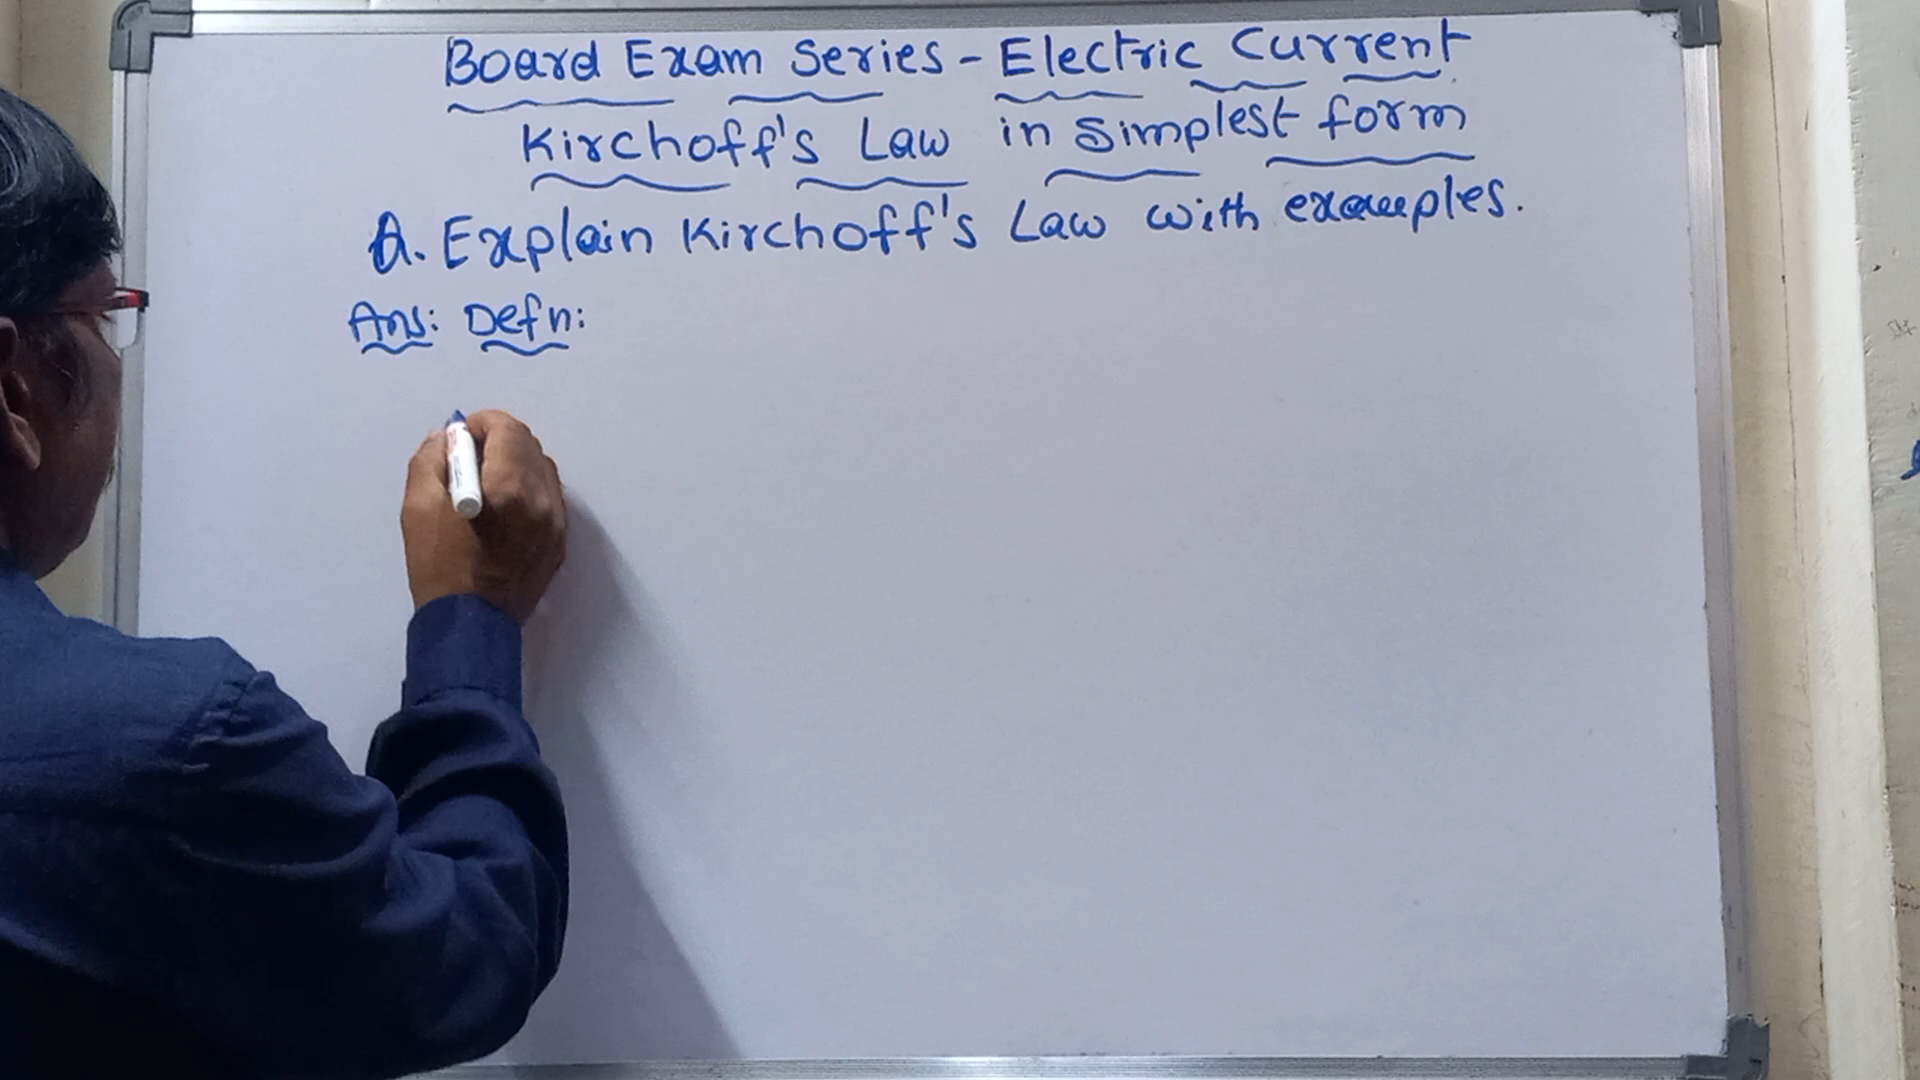 Board Exam Series - Electric Current
Kirchoff's Law in Simplest form
Q. Explain Kirchoff's Law with examples.
Ans: Defn: